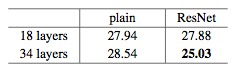 plain ResNet
18 layers 27.94 27.88
34 layers 28.54 25.03